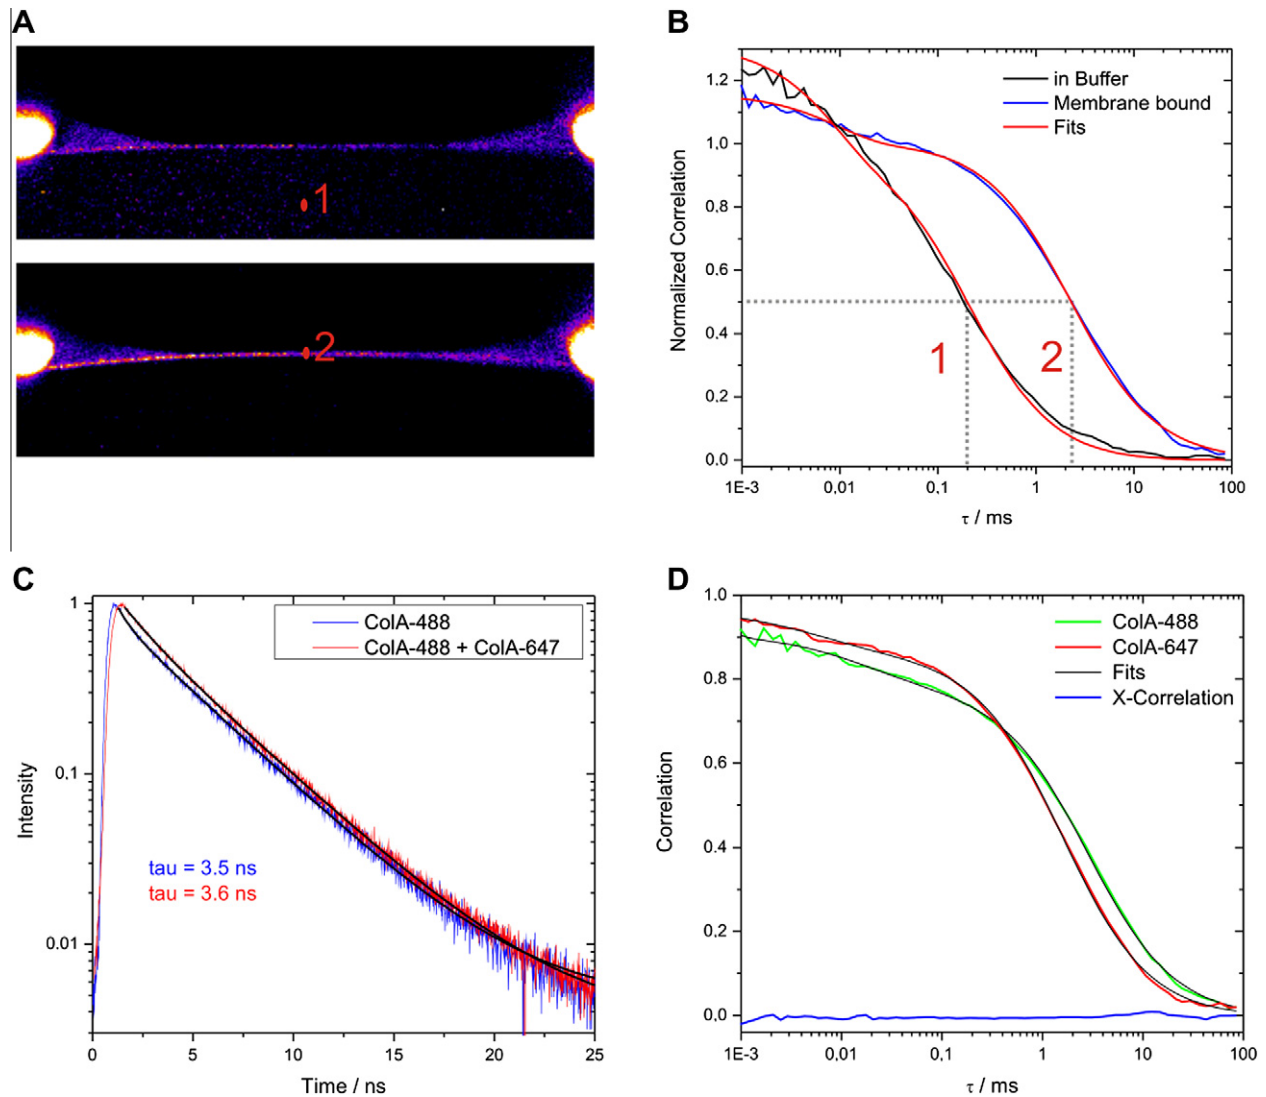 A
1
2
B
1.2
1.0
0.8
0.6
0.4
0.2
0.0
Normalized Correlation
in Buffer
Membrane bound
Fits
1
2
1E-3
0,01
0,1
1
10
100
τ / ms
C
1
0.1
0.01
Intensity
ColA-488
ColA-488 + ColA-647
tau = 3.5 ns
tau = 3.6 ns
0
5
10
15
20
25
Time / ns
D
1.0
0.8
0.6
0.4
0.2
0.0
Correlation
ColA-488
ColA-647
Fits
X-Correlation
1E-3
0,01
0,1
1
10
100
τ / ms